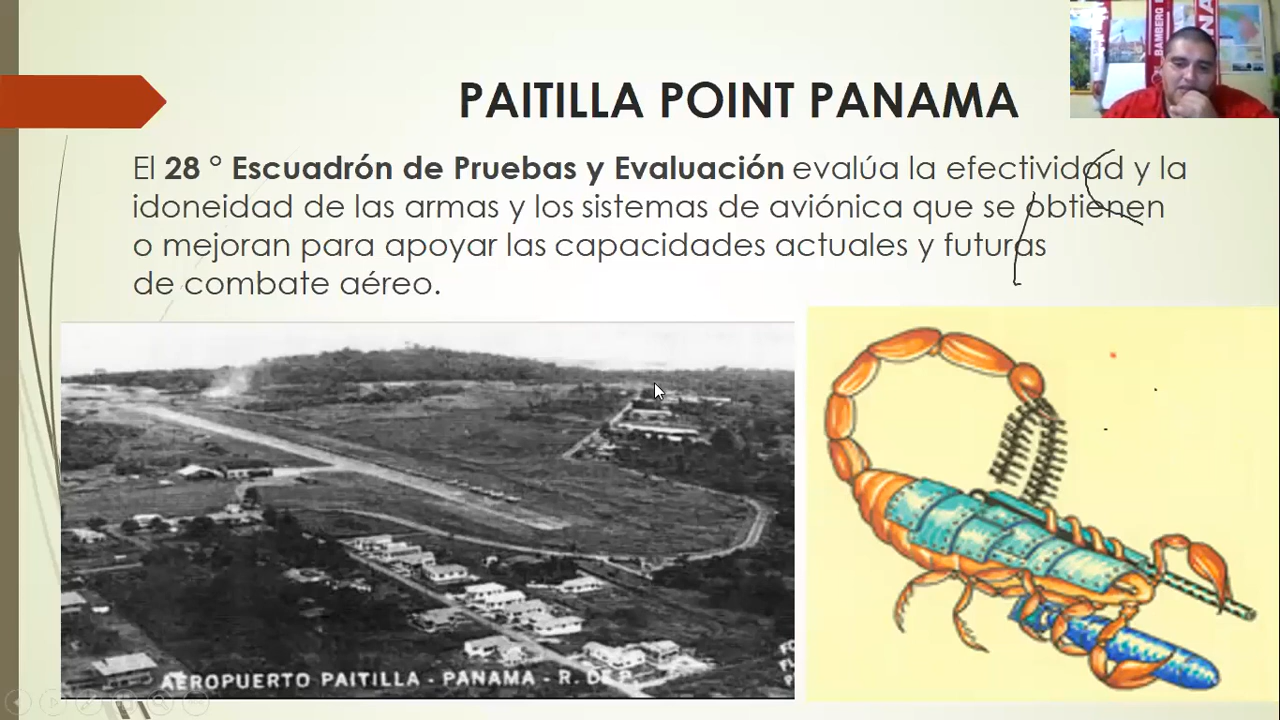 PAITILLA POINT PANAMA
El 28 ° Escuadrón de Pruebas y Evaluación evalúa la efectividad y la
idoneidad de las armas y los sistemas de aviónica que se obtienen
o mejoran para apoyar las capacidades actuales y futuras
de combate aéreo.
AEROPUERTO PAITILLA - PANAMA - R. DE P.
BAMBERG